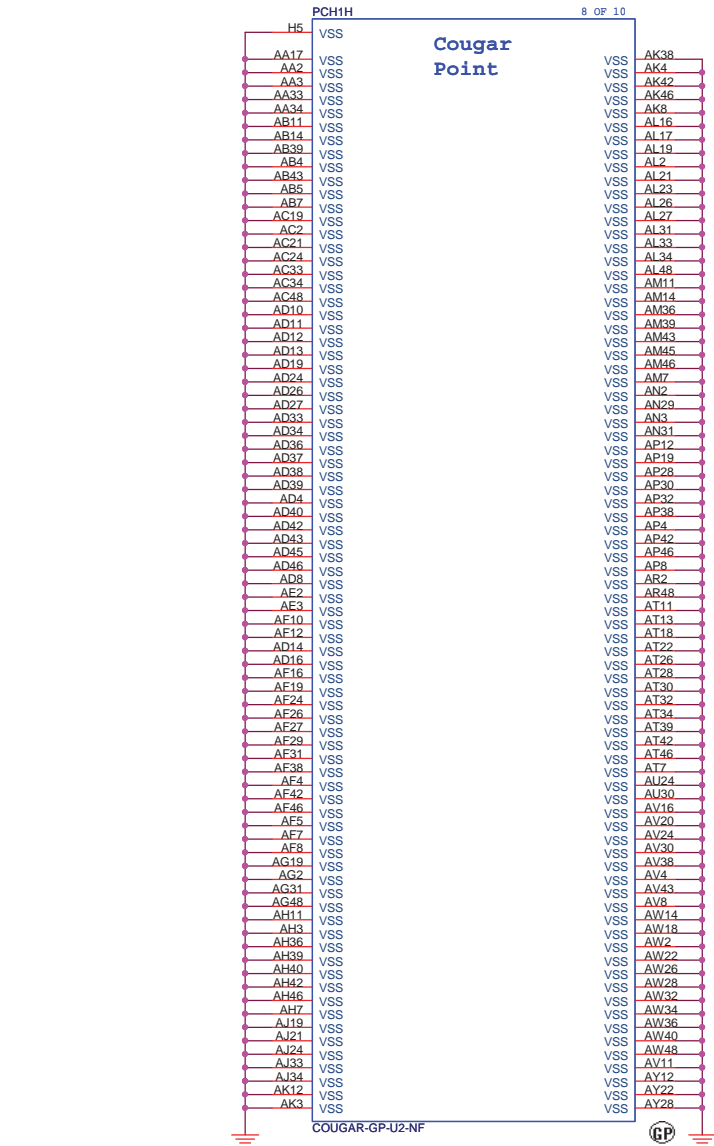 PCH1H 8 OF 10
H5 VSS
Cougar
Point
AA17 VSS VSS AK38
AA2 VSS VSS AK4
AA3 VSS VSS AK42
AA33 VSS VSS AK46
AA34 VSS VSS AK8
AB11 VSS VSS AL16
AB14 VSS VSS AL17
AB39 VSS VSS AL19
AB4 VSS VSS AL2
AB43 VSS VSS AL21
AB5 VSS VSS AL23
AB7 VSS VSS AL26
AC19 VSS VSS AL27
AC2 VSS VSS AL31
AC21 VSS VSS AL33
AC24 VSS VSS AL34
AC33 VSS VSS AL48
AC34 VSS VSS AM11
AC48 VSS VSS AM14
AD10 VSS VSS AM36
AD11 VSS VSS AM39
AD12 VSS VSS AM43
AD13 VSS VSS AM45
AD19 VSS VSS AM46
AD24 VSS VSS AM7
AD26 VSS VSS AN2
AD27 VSS VSS AN29
AD33 VSS VSS AN3
AD34 VSS VSS AN31
AD36 VSS VSS AP12
AD37 VSS VSS AP19
AD38 VSS VSS AP28
AD39 VSS VSS AP30
AD4 VSS VSS AP32
AD40 VSS VSS AP38
AD42 VSS VSS AP4
AD43 VSS VSS AP42
AD45 VSS VSS AP46
AD46 VSS VSS AP8
AD8 VSS VSS AR2
AE2 VSS VSS AR48
AE3 VSS VSS AT11
AF10 VSS VSS AT13
AF12 VSS VSS AT18
AD14 VSS VSS AT22
AD16 VSS VSS AT26
AF16 VSS VSS AT28
AF19 VSS VSS AT30
AF24 VSS VSS AT32
AF26 VSS VSS AT34
AF27 VSS VSS AT39
AF29 VSS VSS AT42
AF31 VSS VSS AT46
AF38 VSS VSS AT7
AF4 VSS VSS AU24
AF42 VSS VSS AU30
AF46 VSS VSS AV16
AF5 VSS VSS AV20
AF7 VSS VSS AV24
AF8 VSS VSS AV30
AG19 VSS VSS AV38
AG2 VSS VSS AV4
AG31 VSS VSS AV43
AG48 VSS VSS AV8
AH11 VSS VSS AW14
AH3 VSS VSS AW18
AH36 VSS VSS AW2
AH39 VSS VSS AW22
AH40 VSS VSS AW26
AH42 VSS VSS AW28
AH46 VSS VSS AW32
AH7 VSS VSS AW34
AJ19 VSS VSS AW36
AJ21 VSS VSS AW40
AJ24 VSS VSS AW48
AJ33 VSS VSS AV11
AJ34 VSS VSS AY12
AK12 VSS VSS AY22
AK3 VSS VSS AY28
COUGAR-GP-U2-NF
GP